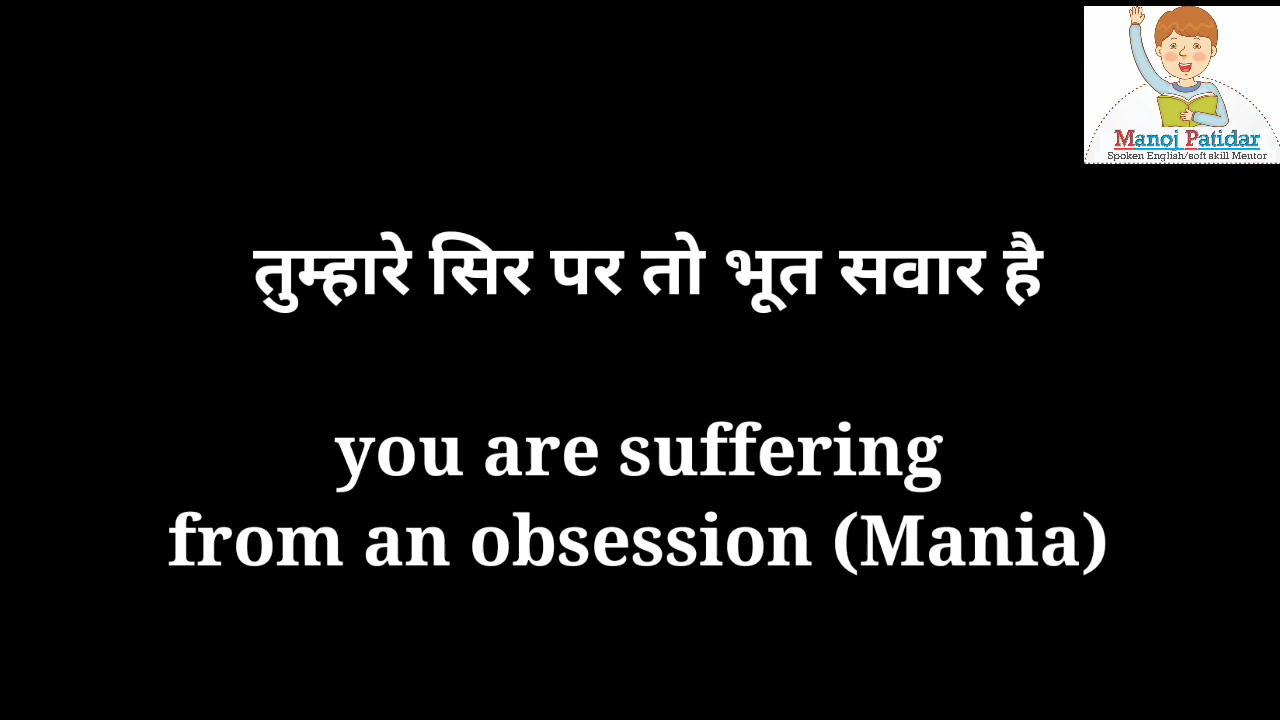 Manoj Patidar
Spoken English/soft skill Mentor
तुम्हारे सिर पर तो भूत सवार है
you are suffering
from an obsession (Mania)